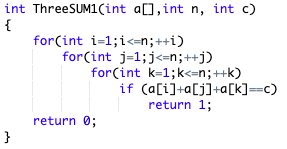 int ThreeSUM1(int a[],int n, int c)
{
    for(int i=1;i<=n;++i)
        for(int j=1;j<=n;++j)
            for(int k=1;k<=n;++k)
                if (a[i]+a[j]+a[k]==c)
                    return 1;
    return 0;
}